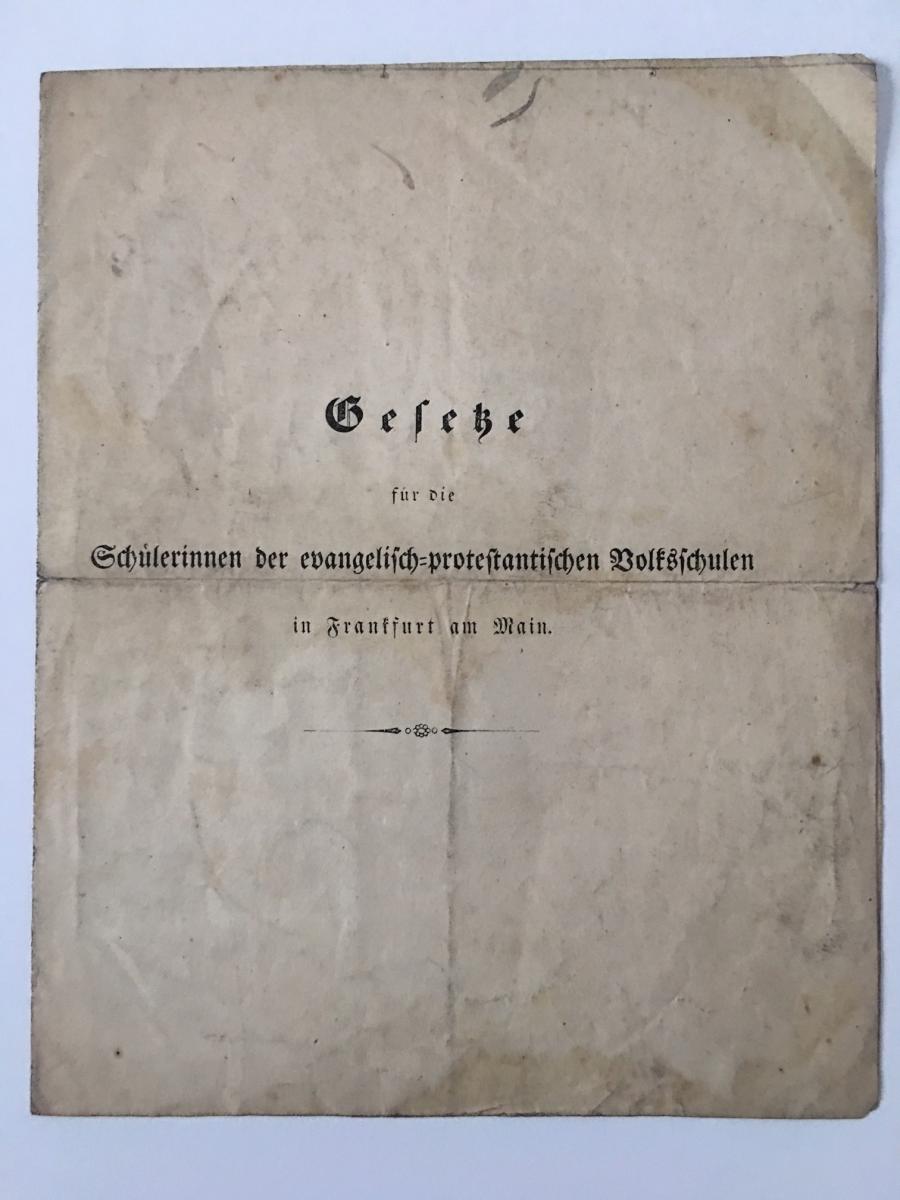 Gesetze
für die
Schülerinnen der evangelisch-protestantischen Volksschulen
in Frankfurt am Main.